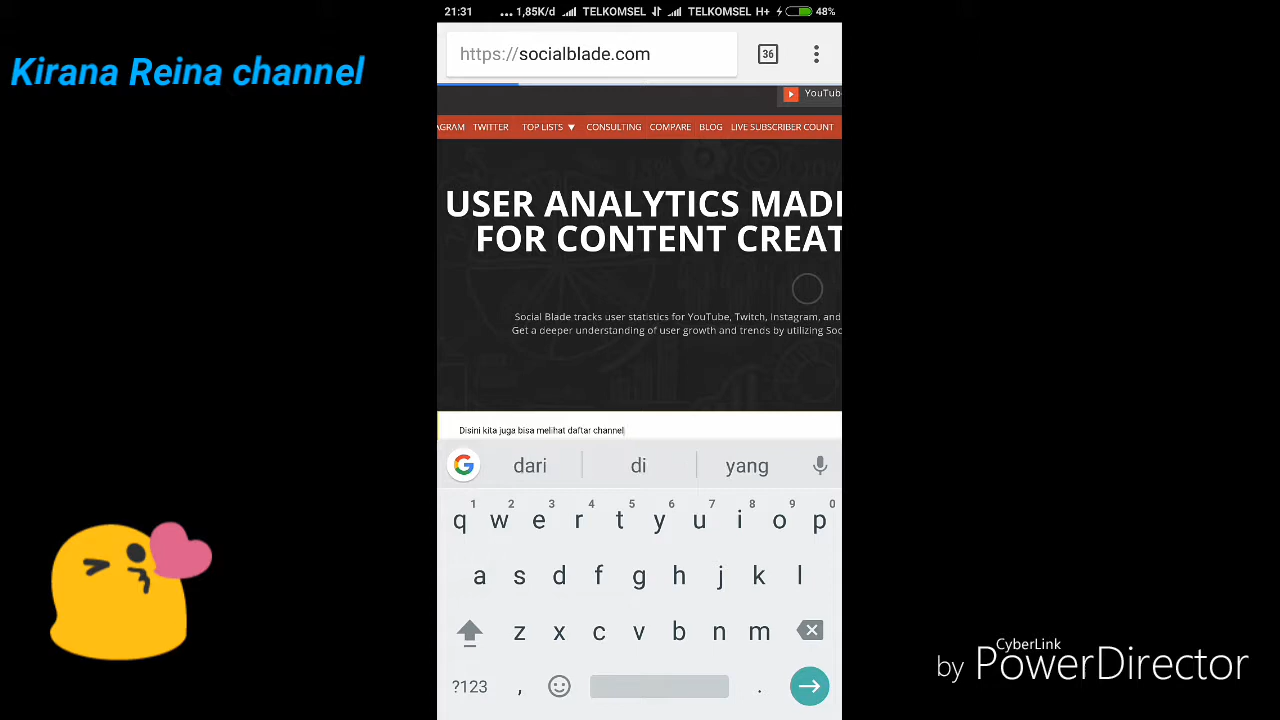 Kirana Reina channel
21:31 ... 1,85K/d TELKOMSEL TELKOMSEL H+ 48%
https://socialblade.com 36
YouTub
AGRAM TWITTER TOP LISTS ▼ CONSULTING COMPARE BLOG LIVE SUBSCRIBER COUNT
USER ANALYTICS MADE
FOR CONTENT CREAT
Social Blade tracks user statistics for YouTube, Twitch, Instagram, and
Get a deeper understanding of user growth and trends by utilizing Soc
Disini kita juga bisa melihat daftar channel
G dari di yang
1 2 3 4 5 6 7 8 9 0
q w e r t y u i o p
a s d f g h j k l
z x c v b n m
?123 , .
CyberLink
by PowerDirector